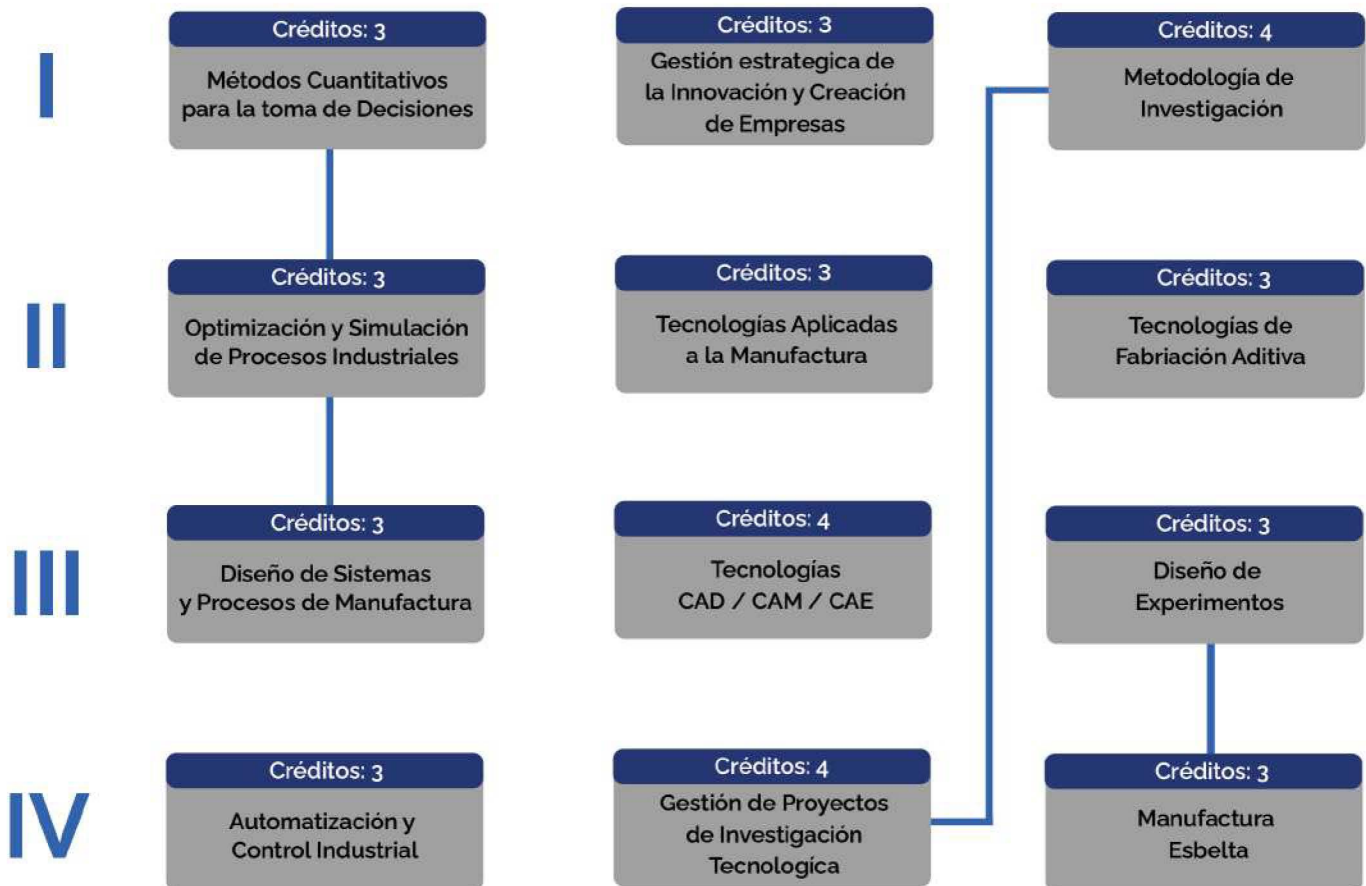 I
Créditos: 3
Métodos Cuantitativos
para la toma de Decisiones
Créditos: 3
Gestión estrategica de
la Innovación y Creación
de Empresas
Créditos: 4
Metodología de
Investigación
II
Créditos: 3
Optimización y Simulación
de Procesos Industriales
Créditos: 3
Tecnologías Aplicadas
a la Manufactura
Créditos: 3
Tecnologías de
Fabriación Aditiva
III
Créditos: 3
Diseño de Sistemas
y Procesos de Manufactura
Créditos: 4
Tecnologías
CAD / CAM / CAE
Créditos: 3
Diseño de
Experimentos
IV
Créditos: 3
Automatización y
Control Industrial
Créditos: 4
Gestión de Proyectos
de Investigación
Tecnologíca
Créditos: 3
Manufactura
Esbelta